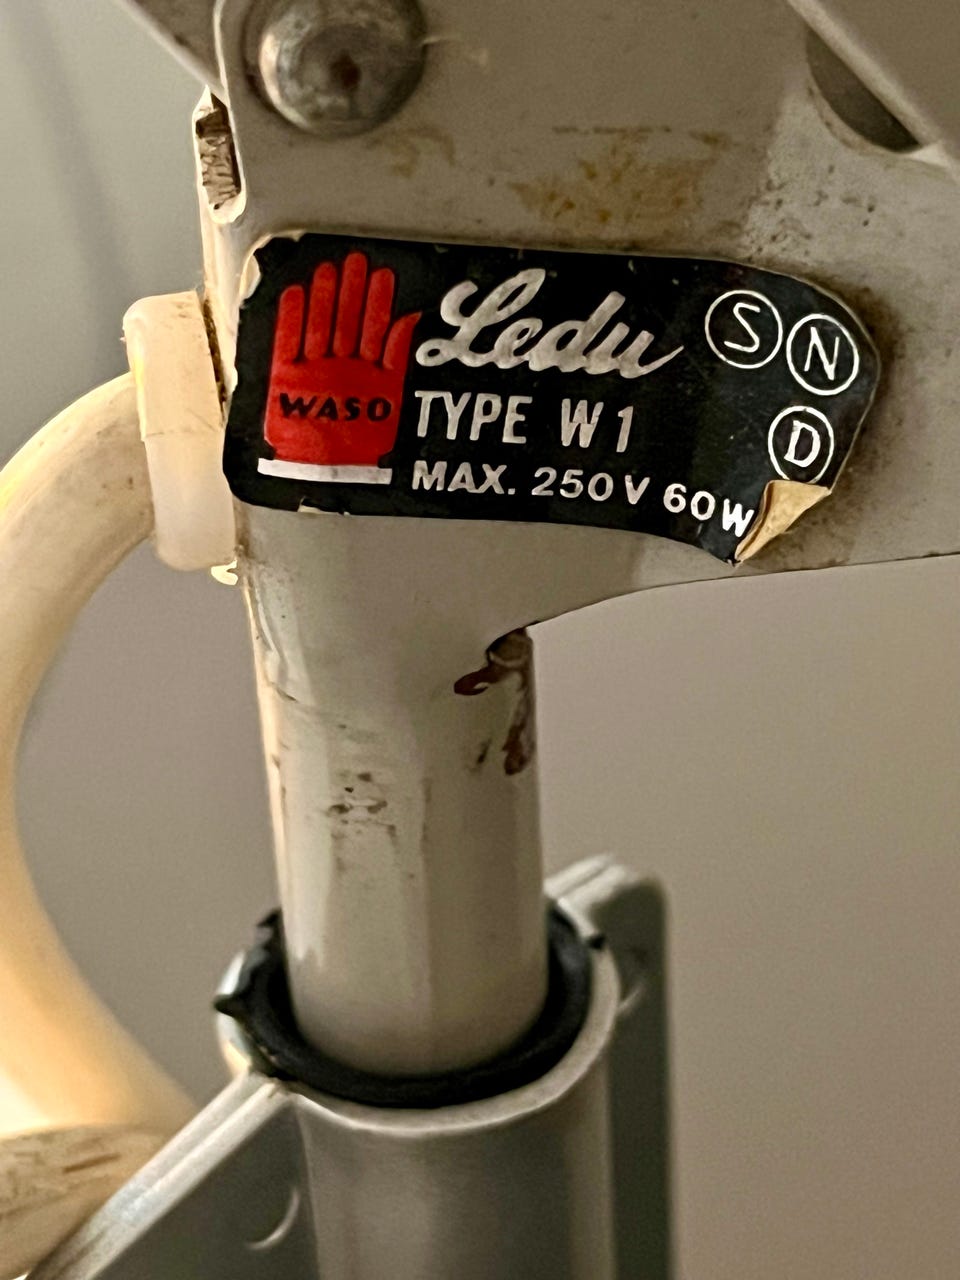 WASO
Ledu
TYPE W1
MAX. 250V 60W
S
N
D